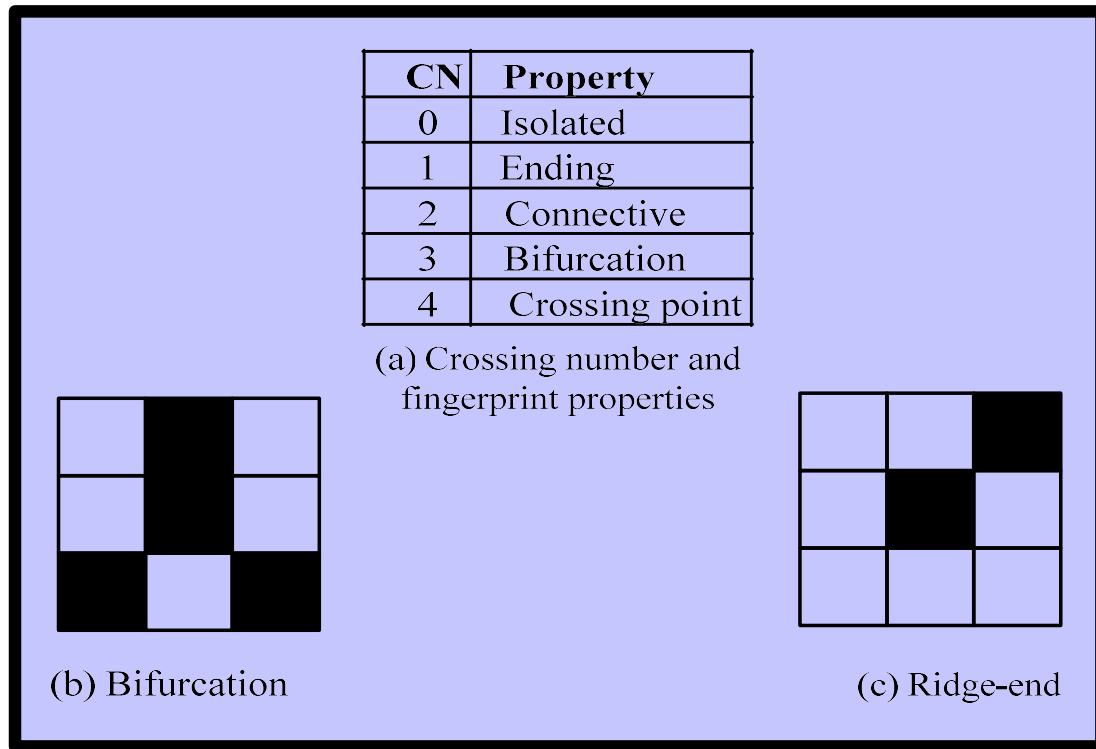 CN Property
0 Isolated
1 Ending
2 Connective
3 Bifurcation
4 Crossing point
(a) Crossing number and
fingerprint properties
(b) Bifurcation
(c) Ridge-end